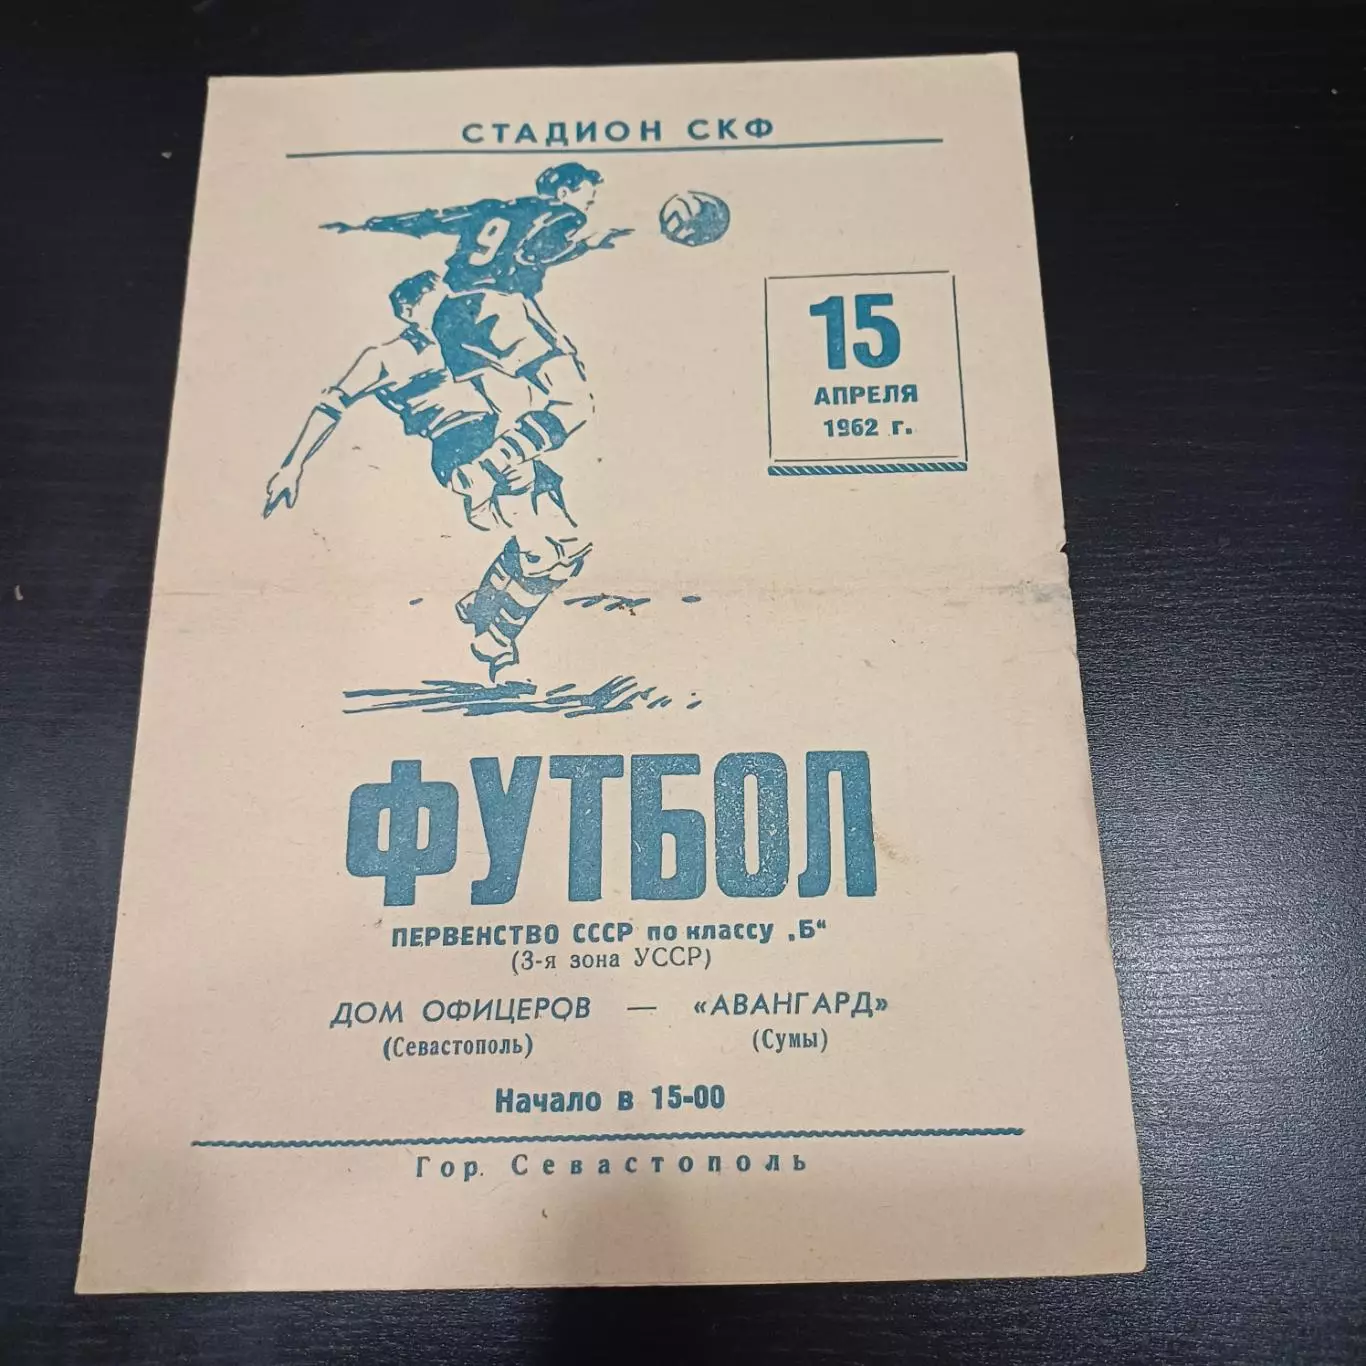 СТАДИОН СКФ
9
15
АПРЕЛЯ
1962 г.
ФУТБОЛ
ПЕРВЕНСТВО СССР по классу „Б“
(3-я зона УССР)
ДОМ ОФИЦЕРОВ — «АВАНГАРД»
(Севастополь) (Сумы)
Начало в 15-00
Гор. Севастополь